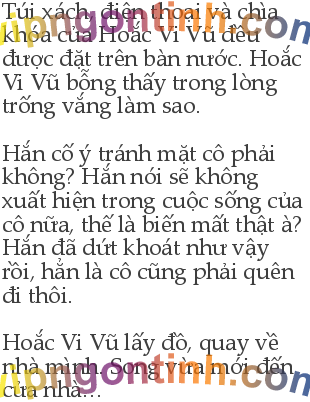 Túi xách, điện thoại và chìa
khóa của Hoắc Vi Vũ đều
được đặt trên bàn nước. Hoắc
Vi Vũ bỗng thấy trong lòng
trống vắng làm sao.
Hắn cố ý tránh mặt cô phải
không? Hắn nói sẽ không
xuất hiện trong cuộc sống của
cô nữa, thế là biến mất thật à?
Hắn đã dứt khoát như vậy
rồi, hẳn là cô cũng phải quên
đi thôi.
Hoắc Vi Vũ lấy đồ, quay về
nhà mình. Song vừa mới đến
cửa nhà...
vipngontinh.com
vipngontinh.com